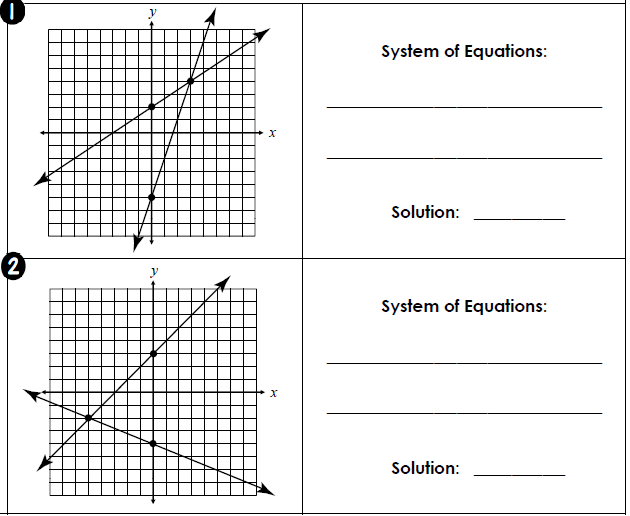 1
y
x
System of Equations:
Solution:
2
y
x
System of Equations:
Solution: